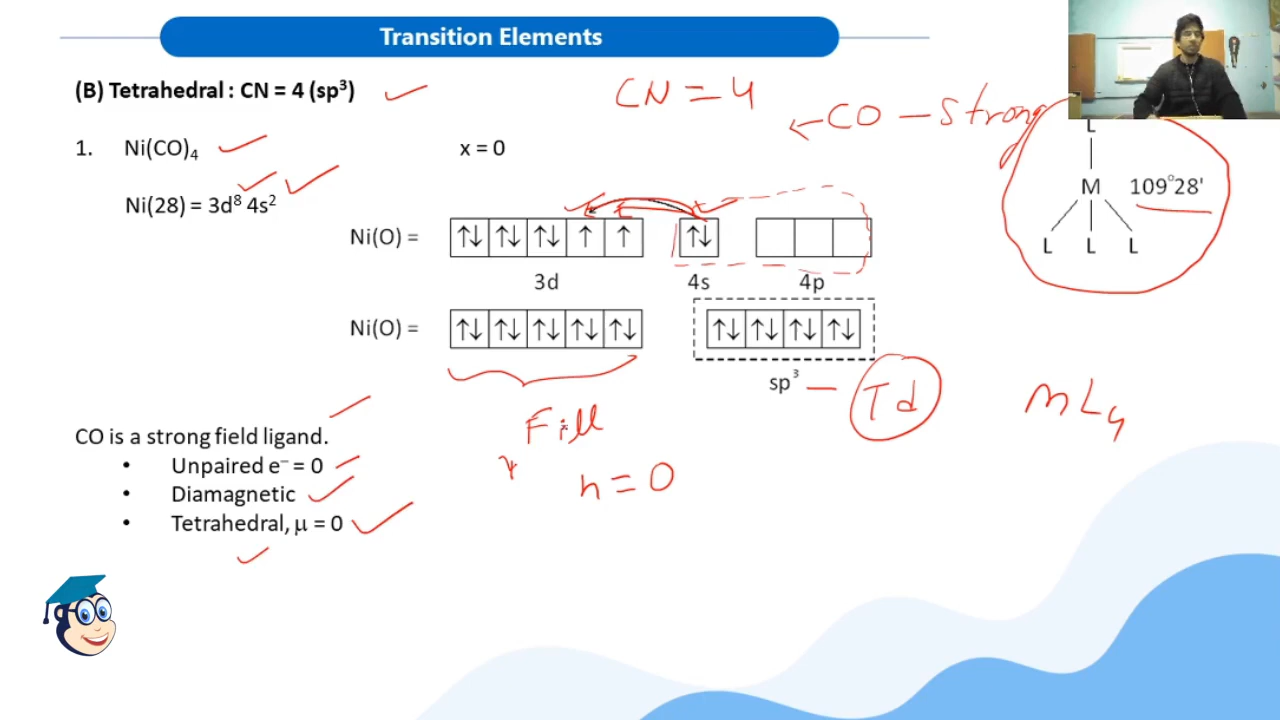 Transition Elements
(B) Tetrahedral : CN = 4 (sp³)
CN = 4
← CO – Strong
1. Ni(CO)₄
x = 0
Ni(28) = 3d⁸ 4s²
L
M 109°28'
L L L
Ni(O) = ↑↓ ↑↓ ↑↓ ↑ ↑ ↑↓
3d 4s 4p
Ni(O) = ↑↓ ↑↓ ↑↓ ↑↓ ↑↓ ↑↓ ↑↓ ↑↓ ↑↓
sp³ – Td
mL₄
Fill
n = 0
CO is a strong field ligand.
• Unpaired e⁻ = 0
• Diamagnetic
• Tetrahedral, μ = 0